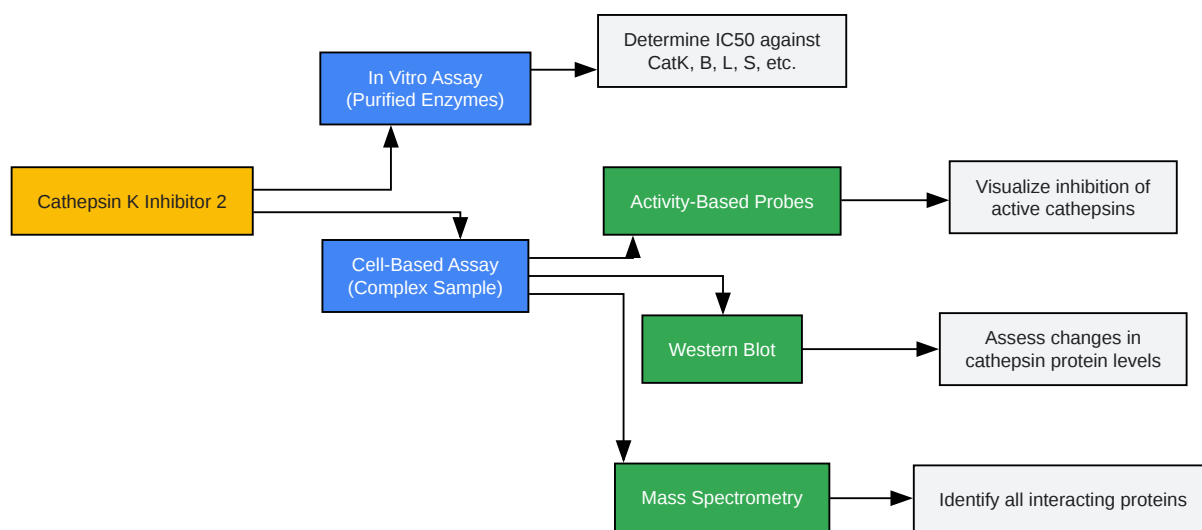 Determine IC50 against
CatK, B, L, S, etc.
In Vitro Assay
(Purified Enzymes)
Cathepsin K Inhibitor 2
Activity-Based Probes
Visualize inhibition of
active cathepsins
Cell-Based Assay
(Complex Sample)
Western Blot
Assess changes in
cathepsin protein levels
Mass Spectrometry
Identify all interacting proteins